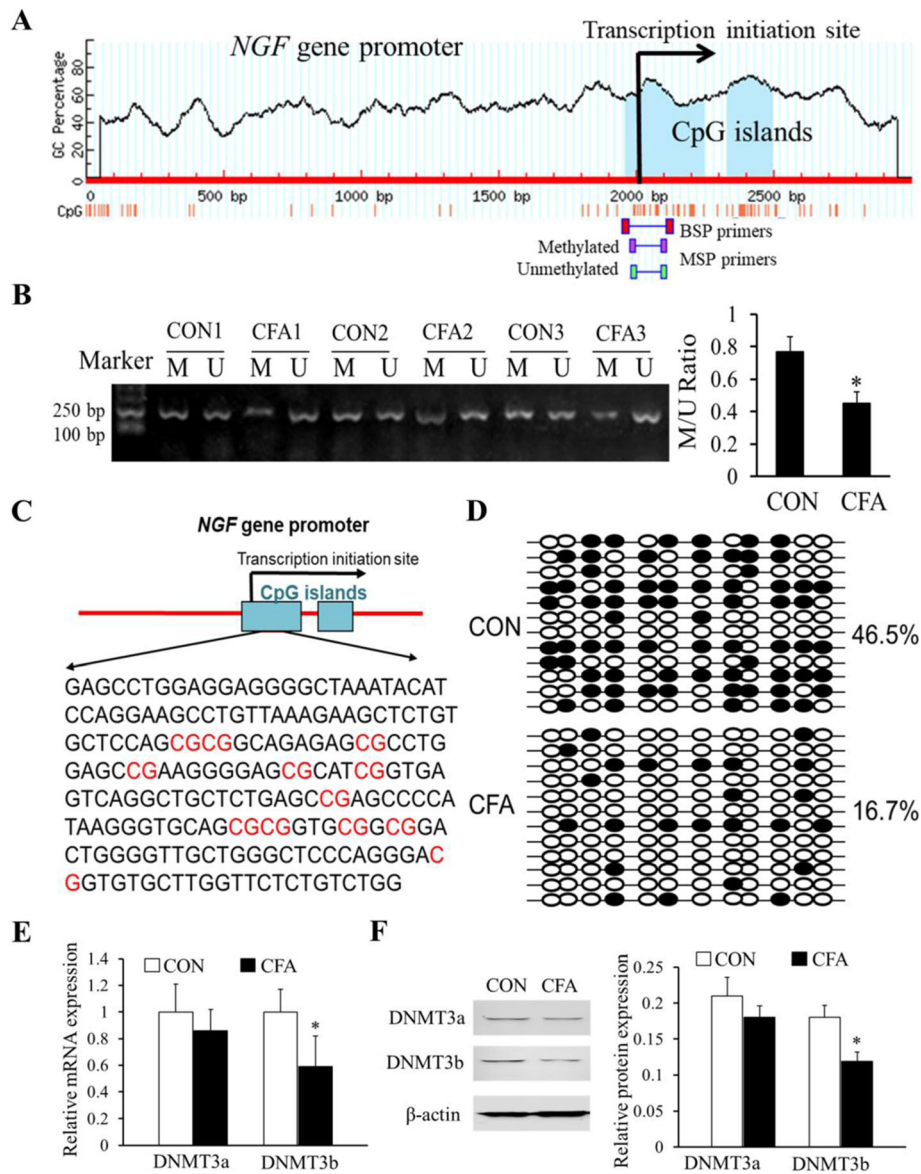 A
NGF gene promoter
Transcription initiation site
GC Percentage
80
60
40
20
0
CpG islands
0 bp
500 bp
1000 bp
1500 bp
2000 bp
2500 bp
CpG
BSP primers
Methylated
MSP primers
Unmethylated
B
CON1 CFA1 CON2 CFA2 CON3 CFA3
Marker M U M U M U M U M U M U
250 bp
100 bp
M/U Ratio
1
0.8
0.6
0.4
0.2
0
*
CON CFA
C
NGF gene promoter
Transcription initiation site
CpG islands
GAGCCTGGAGGAGGGGCTAAATACAT
CCAGGAAGCCTGTTAAAGAAGCTCTGT
GCTCCAGCGCGGCAGAGAGCGCCTG
GAGCCGAAGGGGAGCGCATCGGTGA
GTCAGGCTGCTCTGAGCCGAGCCCCA
TAAGGGTGCAGCGCGGTGCGGCGGA
CTGGGGTTGCTGGGCTCCCAGGGAC
GGTGTGCTTGGTTCTCTGTCTGG
D
CON
46.5%
CFA
16.7%
E
Relative mRNA expression
1.4
1.2
1
0.8
0.6
0.4
0.2
0
CON CFA
*
DNMT3a DNMT3b
F
CON CFA
DNMT3a
DNMT3b
β-actin
Relative protein expression
0.25
0.2
0.15
0.1
0.05
0
CON CFA
*
DNMT3a DNMT3b